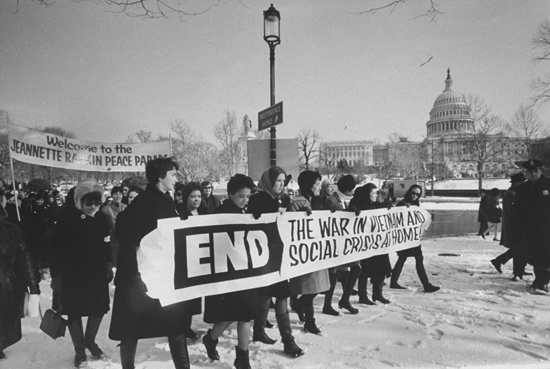 Welcome to the
JEANNETTE RANKIN PEACE PARADE
END
THE WAR IN VIETNAM AND
SOCIAL CRISIS AT HOME!